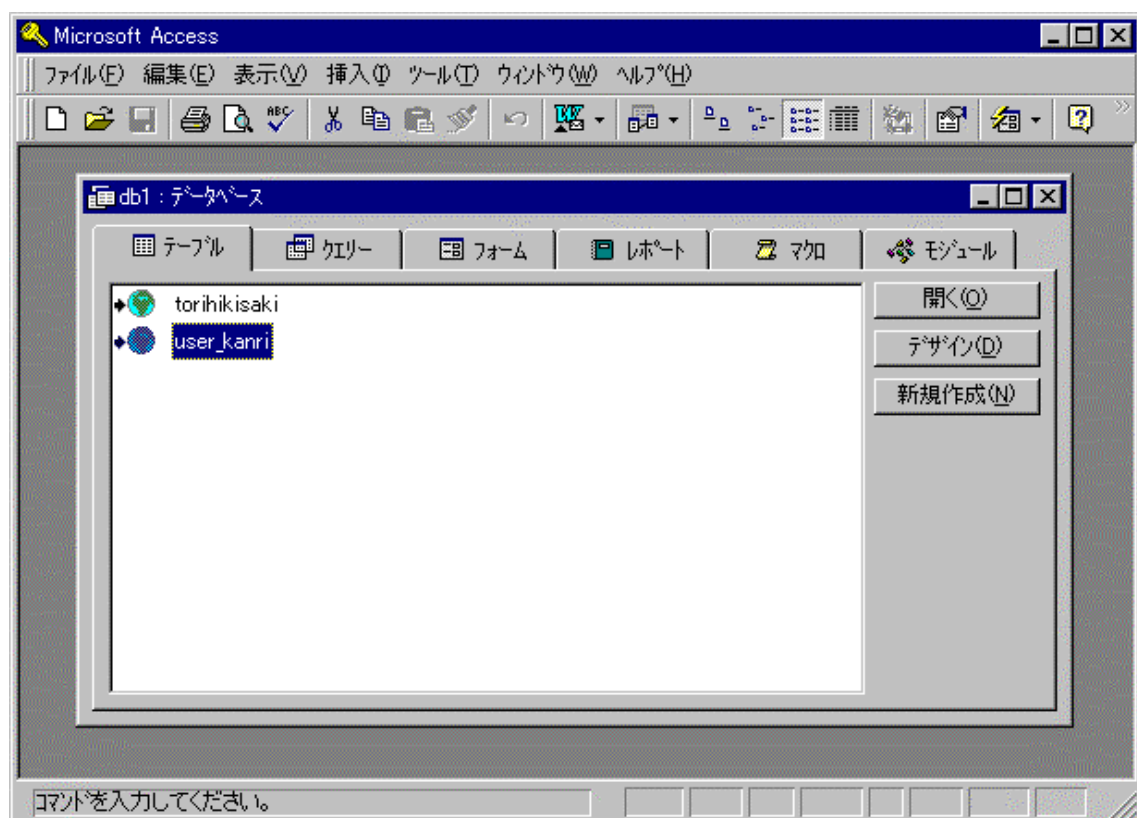 Microsoft Access
ファイル(F) 編集(E) 表示(V) 挿入(I) ツール(T) ウィンドウ(W) ヘルプ(H)
ABC
db1 : データベース
テーブル クエリー フォーム レポート マクロ モジュール
torihikisaki
user_kanri
開く(O)
デザイン(D)
新規作成(N)
コマンドを入力してください。